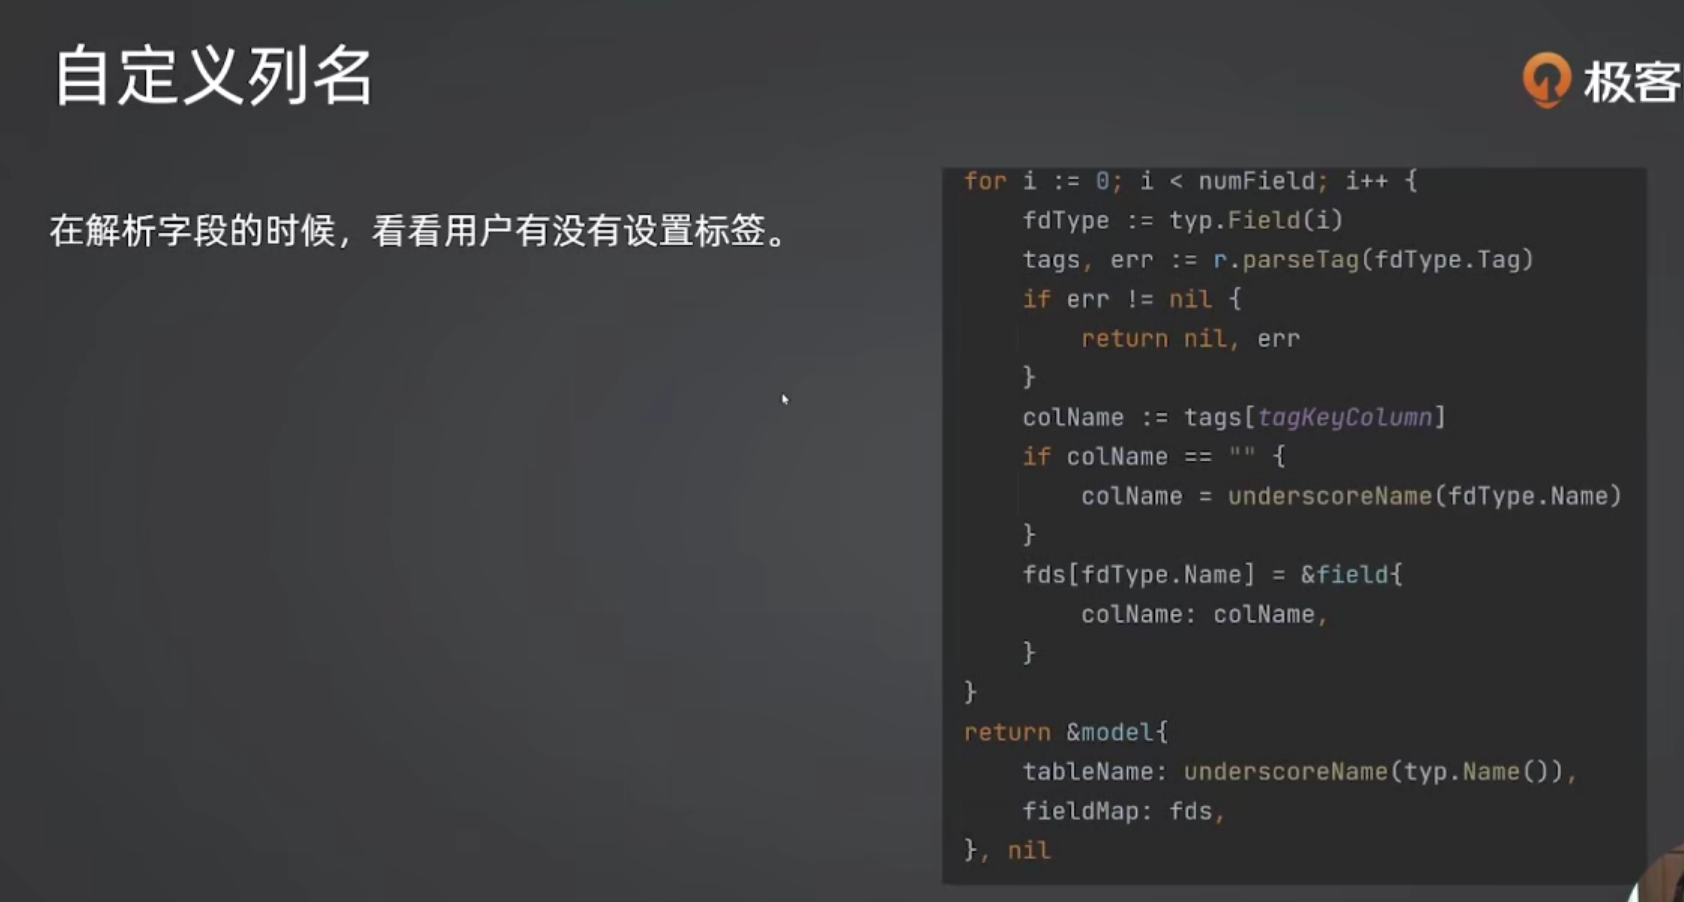 自定义列名
极客
在解析字段的时候，看看用户有没有设置标签。
for i := 0; i < numField; i++ {
    fdType := typ.Field(i)
    tags, err := r.parseTag(fdType.Tag)
    if err != nil {
        return nil, err
    }
    colName := tags[tagKeyColumn]
    if colName == "" {
        colName = underscoreName(fdType.Name)
    }
    fds[fdType.Name] = &field{
        colName: colName,
    }
}
return &model{
    tableName: underscoreName(typ.Name()),
    fieldMap: fds,
}, nil